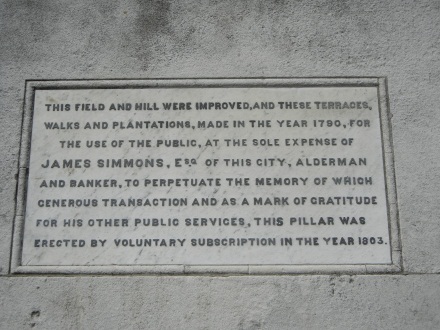 THIS FIELD AND HILL WERE IMPROVED, AND THESE TERRACES,
WALKS AND PLANTATIONS, MADE IN THE YEAR 1790, FOR
THE USE OF THE PUBLIC, AT THE SOLE EXPENSE OF
JAMES SIMMONS, ESQ. OF THIS CITY, ALDERMAN
AND BANKER, TO PERPETUATE THE MEMORY OF WHICH
GENEROUS TRANSACTION AND AS A MARK OF GRATITUDE
FOR HIS OTHER PUBLIC SERVICES, THIS PILLAR WAS
ERECTED BY VOLUNTARY SUBSCRIPTION IN THE YEAR 1803.